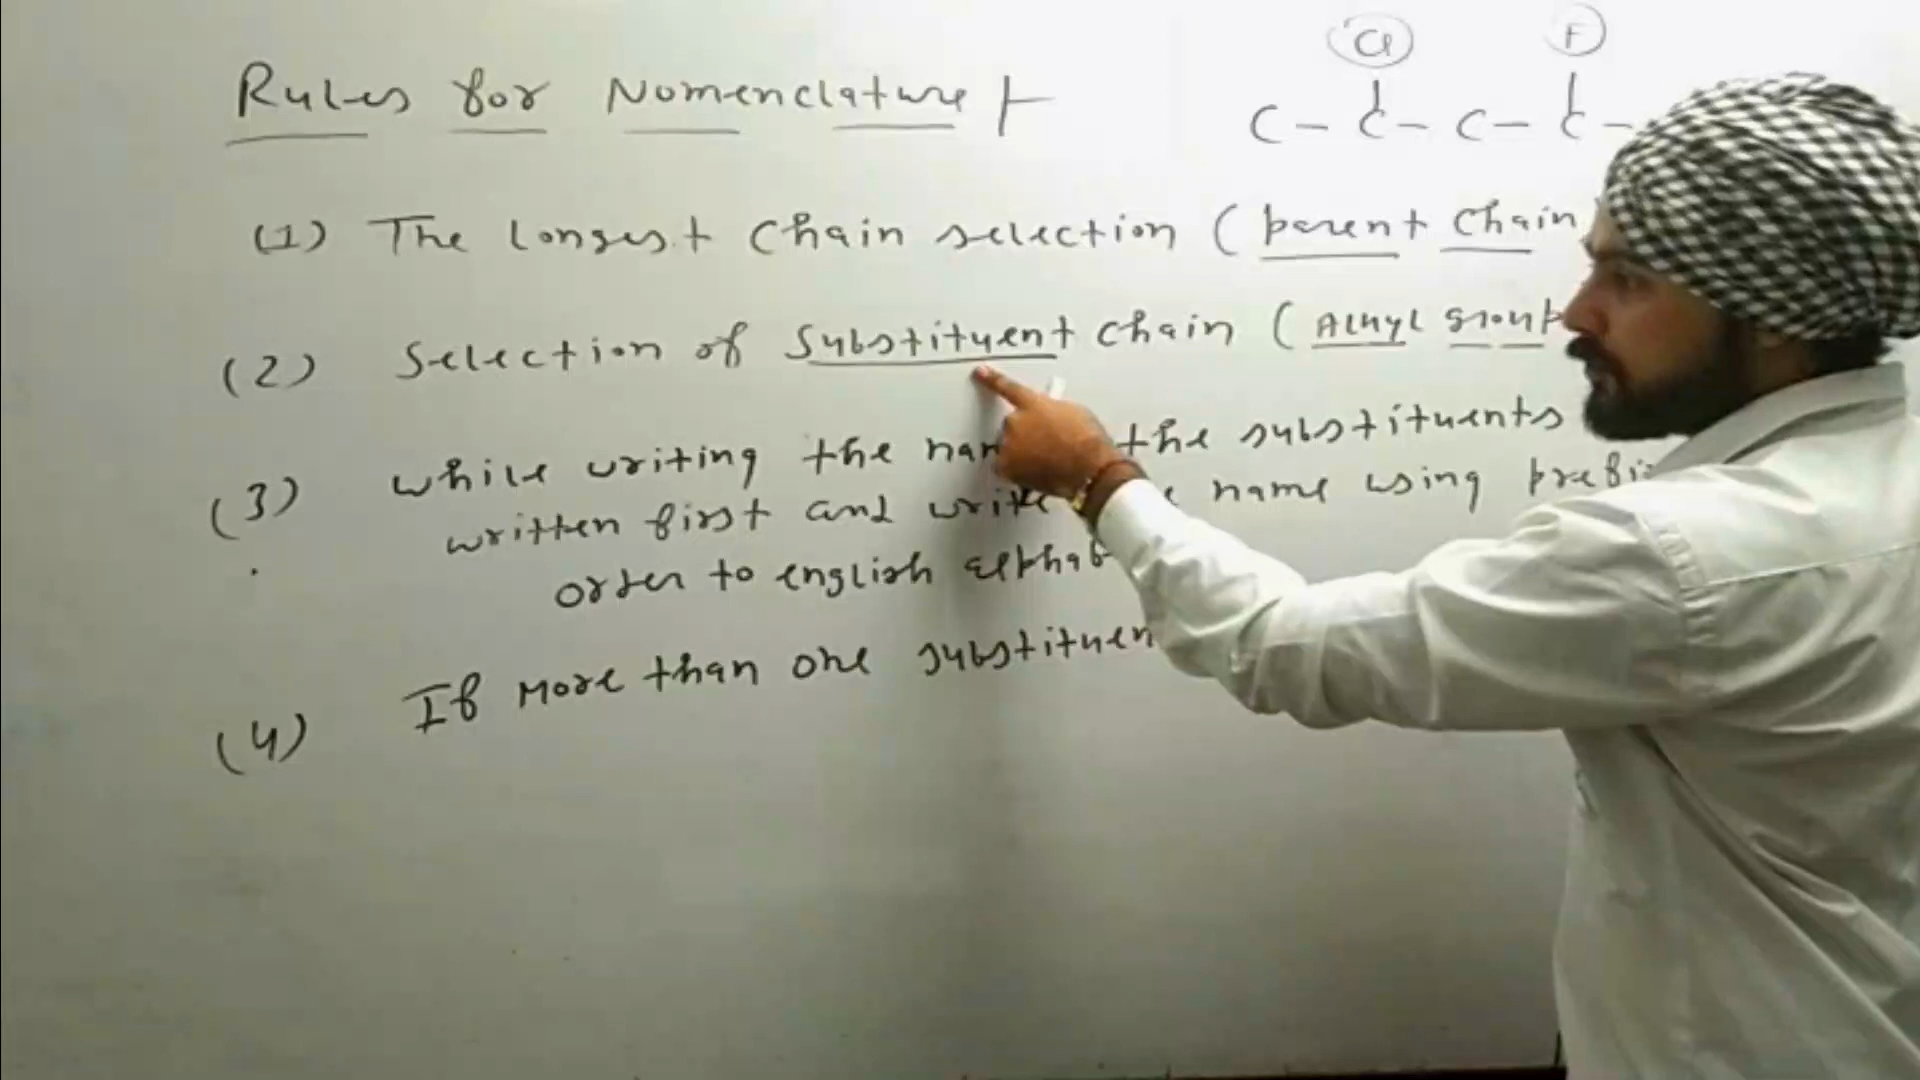 Rules for Nomenclature
Cl F
C - C - C - C -
(1) The Longest chain selection (parent chain
(2) Selection of Substituent chain (Alkyl group
(3) while writing the the substituents
written first and write name using
order to english
(4) If More than one